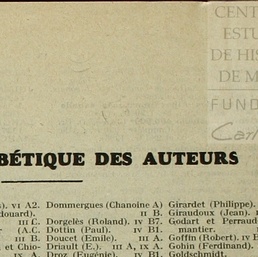 CENT
ESTU
DE HIS
DE M
FUND
BÉTIQUE DES AUTEURS
). VI A2. Dommergues (Chanoine A) Girardet (Philippe).
douard). II B. Giraudoux (Jean).
III C. Dorgelès (Roland). IV B7. Godart et Perraud
(A.C. Dottin (Paul). IV B1. mantier.
III B. Doucet (Emile). III A. Goffin (Robert). IV B
et Chio- Driault (E.). III A, IX A. Gohin (Ferdinand).
IX A. Droz (Eugénie). IV B1. Goldschmidt.